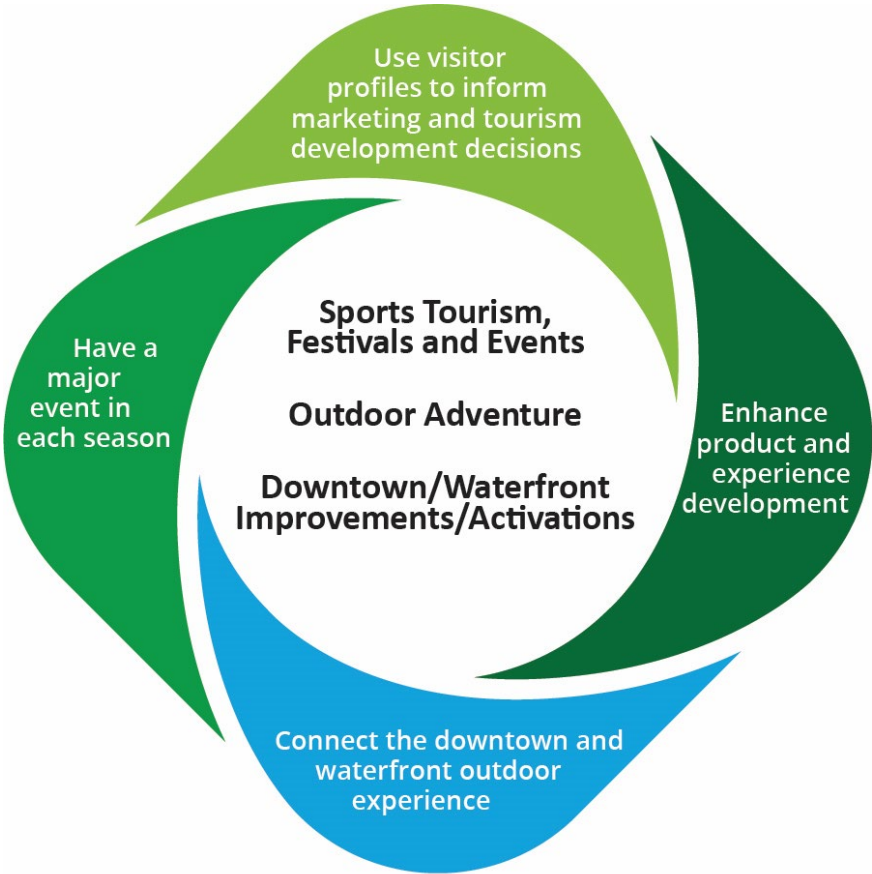 Use visitor
profiles to inform
marketing and tourism
development decisions
Enhance
product and
experience
development
Connect the downtown and
waterfront outdoor
experience
Have a
major
event in
each season
Sports Tourism,
Festivals and Events
Outdoor Adventure
Downtown/Waterfront
Improvements/Activations